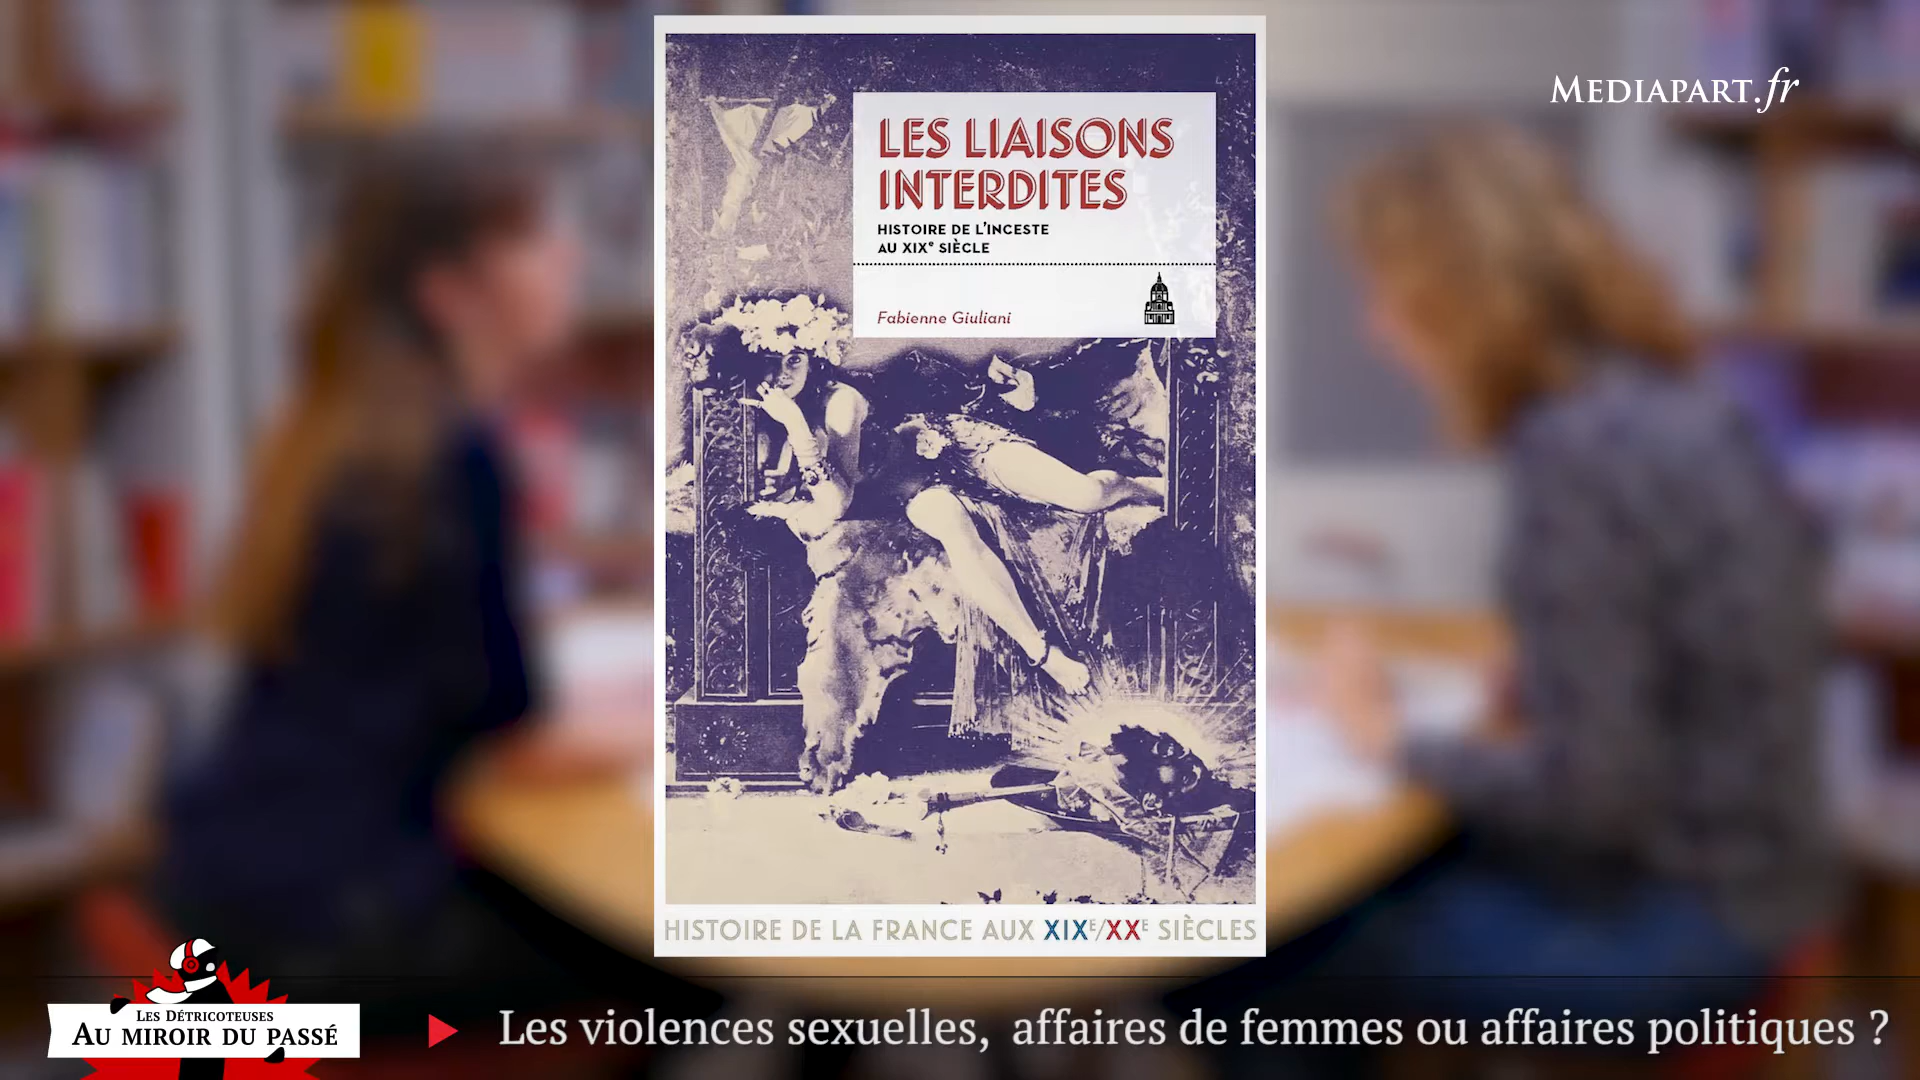 MEDIAPART.fr
LES LIAISONS
INTERDITES
HISTOIRE DE L'INCESTE
AU XIXe SIÈCLE
Fabienne Giuliani
HISTOIRE DE LA FRANCE AUX XIXE/XXE SIÈCLES
LES DÉTRICOTEUSES
AU MIROIR DU PASSÉ
Les violences sexuelles, affaires de femmes ou affaires politiques ?